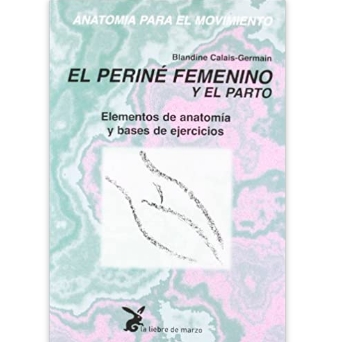 ANATOMÍA PARA EL MOVIMIENTO
Blandine Calais-Germain
EL PERINÉ FEMENINO
Y EL PARTO
Elementos de anatomía
y bases de ejercicios
la liebre de marzo